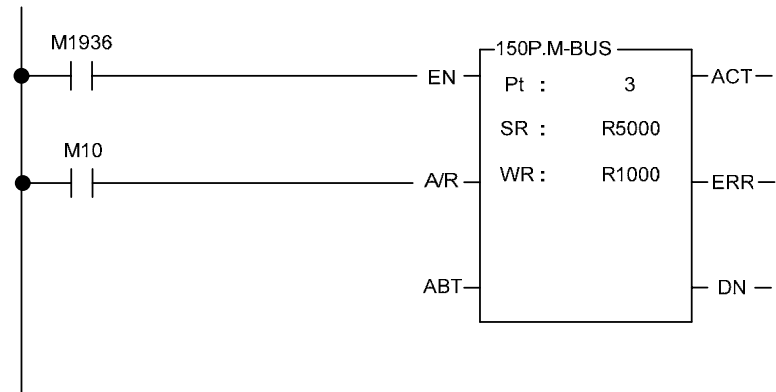 M1936
150P.M-BUS
EN
Pt : 3
ACT
SR : R5000
M10
A/R
WR : R1000
ERR
ABT
DN